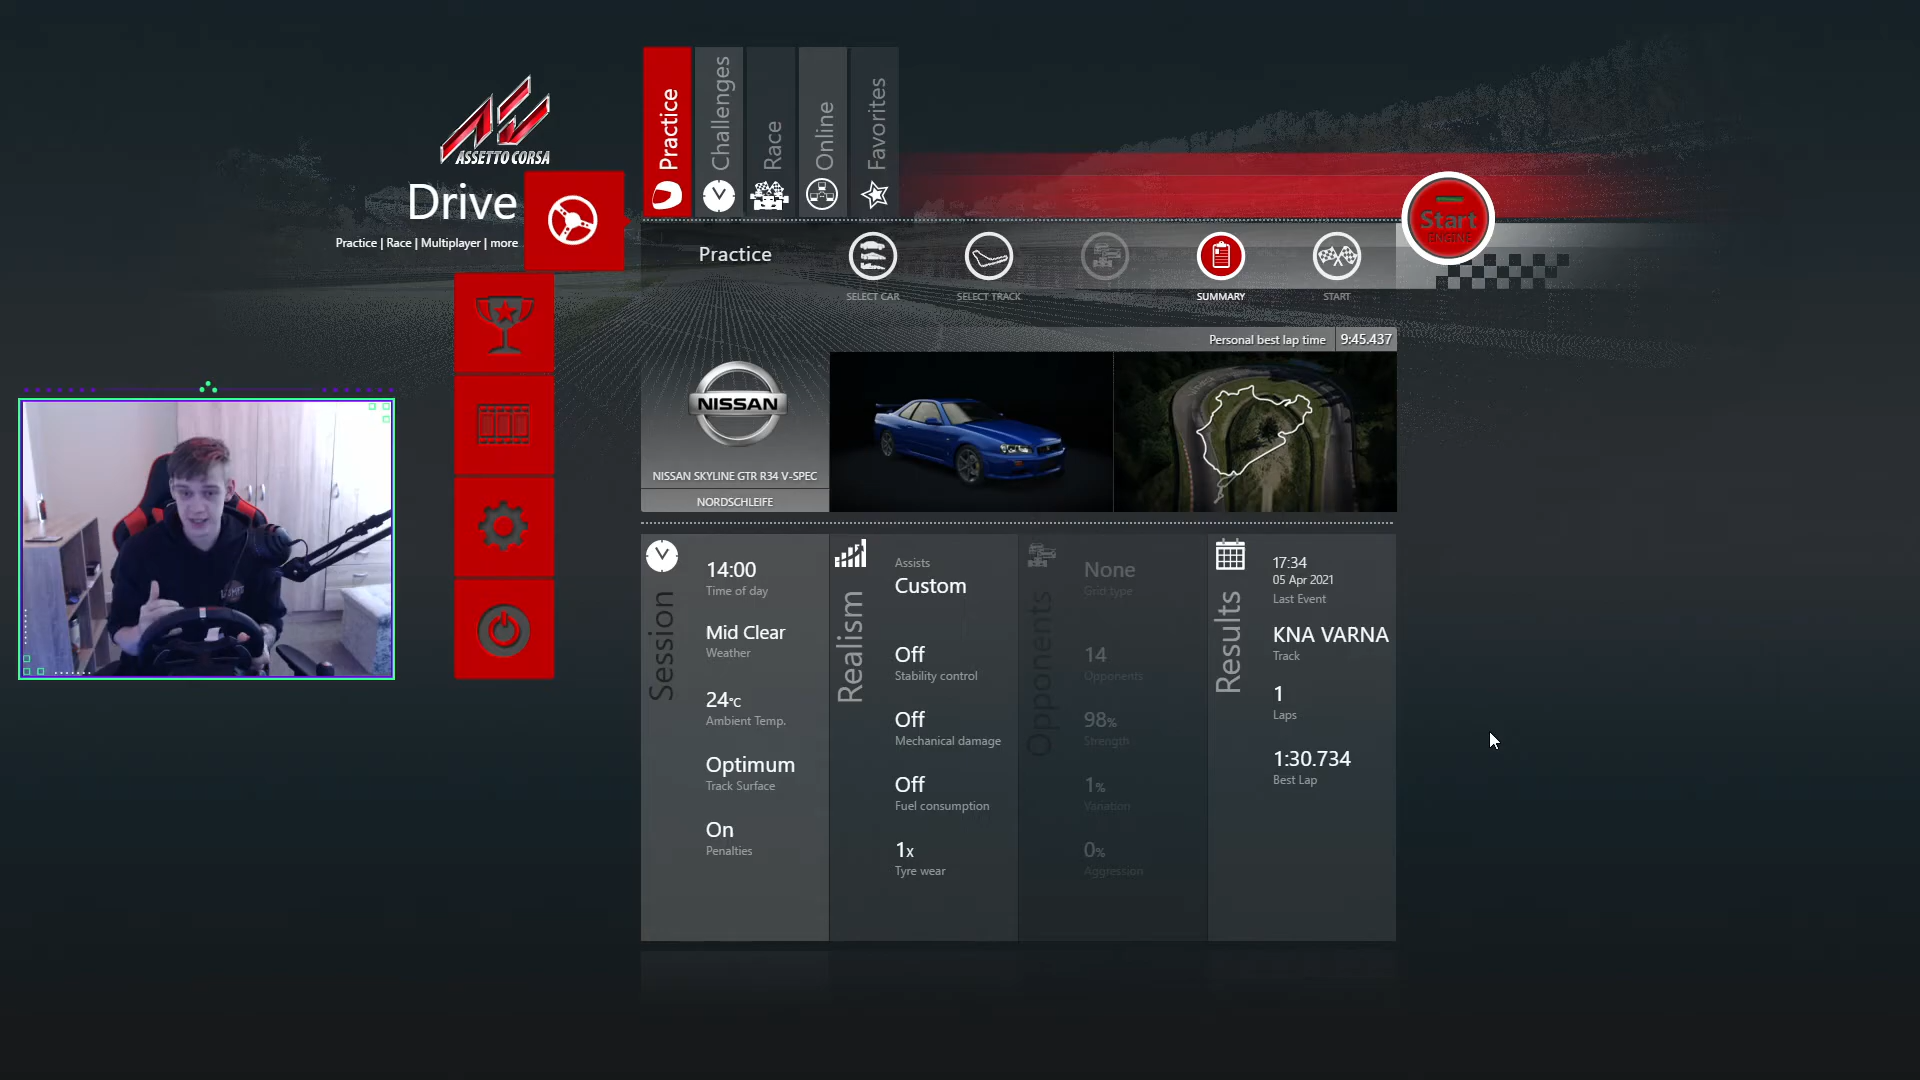 Practice
Challenges
Race
Online
Favorites
ASSETTO CORSA
Drive
Practice | Race | Multiplayer | more
Start
ENGINE
Practice
SELECT CAR
SELECT TRACK
SUMMARY
START
Personal best lap time 9:45.437
NISSAN
NISSAN SKYLINE GTR R34 V-SPEC
NORDSCHLEIFE
Session
14:00
Time of day
Mid Clear
Weather
24°C
Ambient Temp.
Optimum
Track Surface
On
Penalties
Realism
Assists
Custom
Off
Stability control
Off
Mechanical damage
Off
Fuel consumption
1x
Tyre wear
Opponents
None
Grid type
14
Opponents
98%
Strength
1%
Variation
0%
Aggression
Results
17:34
05 Apr 2021
Last Event
KNA VARNA
Track
1
Laps
1:30.734
Best Lap